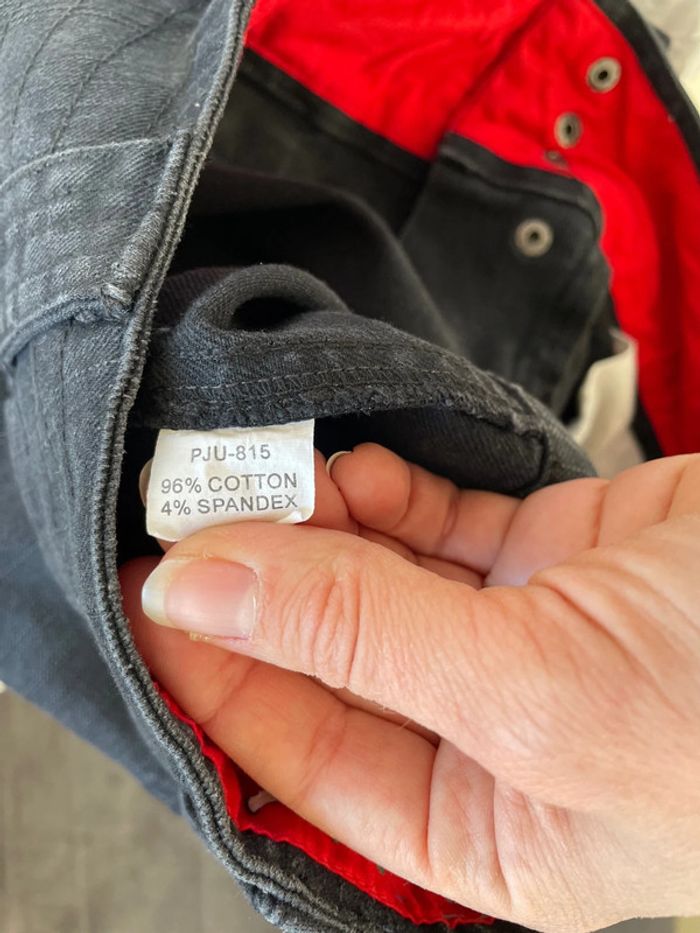 PJU-815
96% COTTON
4% SPANDEX